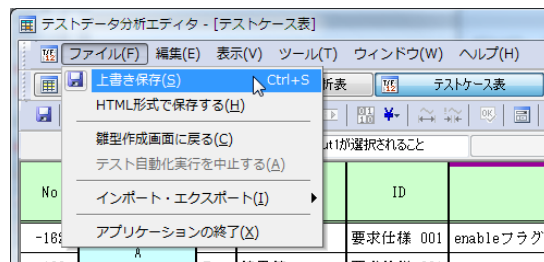 テストデータ分析エディタ - [テストケース表]
ファイル(F) 編集(E) 表示(V) ツール(T) ウィンドウ(W) ヘルプ(H)
上書き保存(S) Ctrl+S
析表 テストケース表
HTML形式で保存する(H)
雛型作成画面に戻る(C)
ut1が選択されること
テスト自動化実行を中止する(A)
No インポート・エクスポート(I) ID
アプリケーションの終了(X)
要求仕様 001 enableフラグ
A